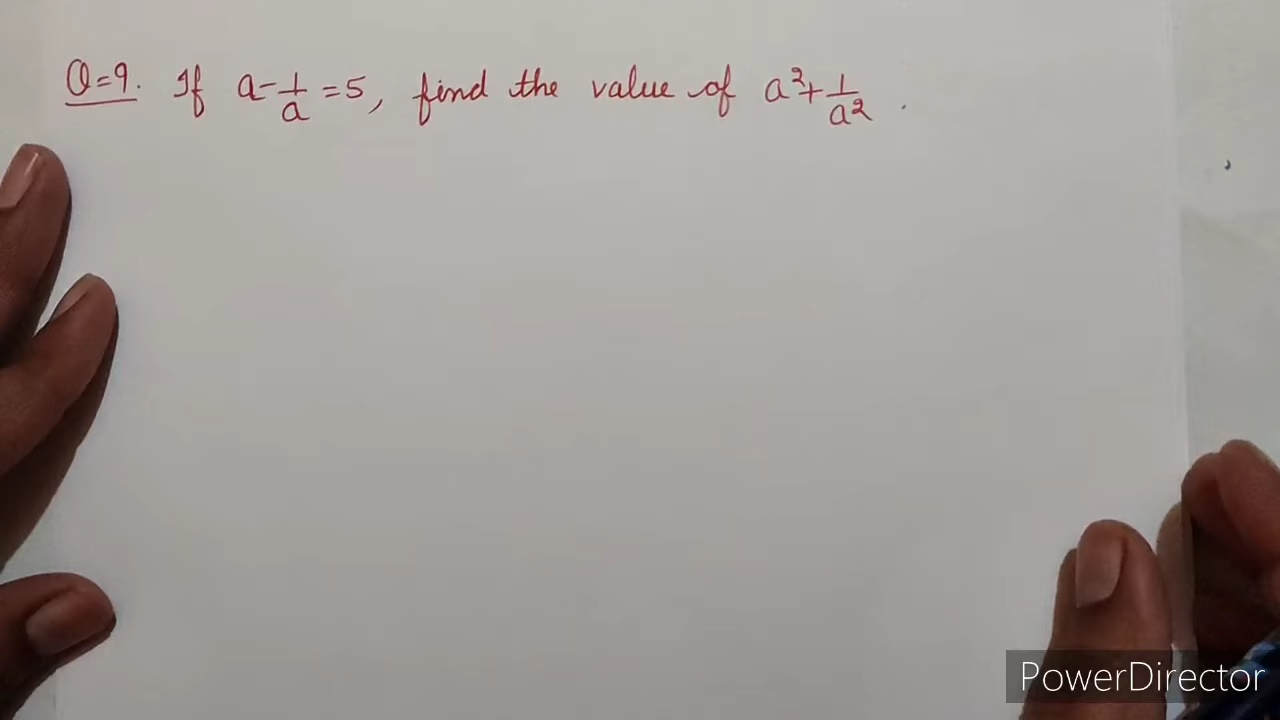 Q=9. If a-1/a=5, find the value of a²+1/a².
PowerDirector